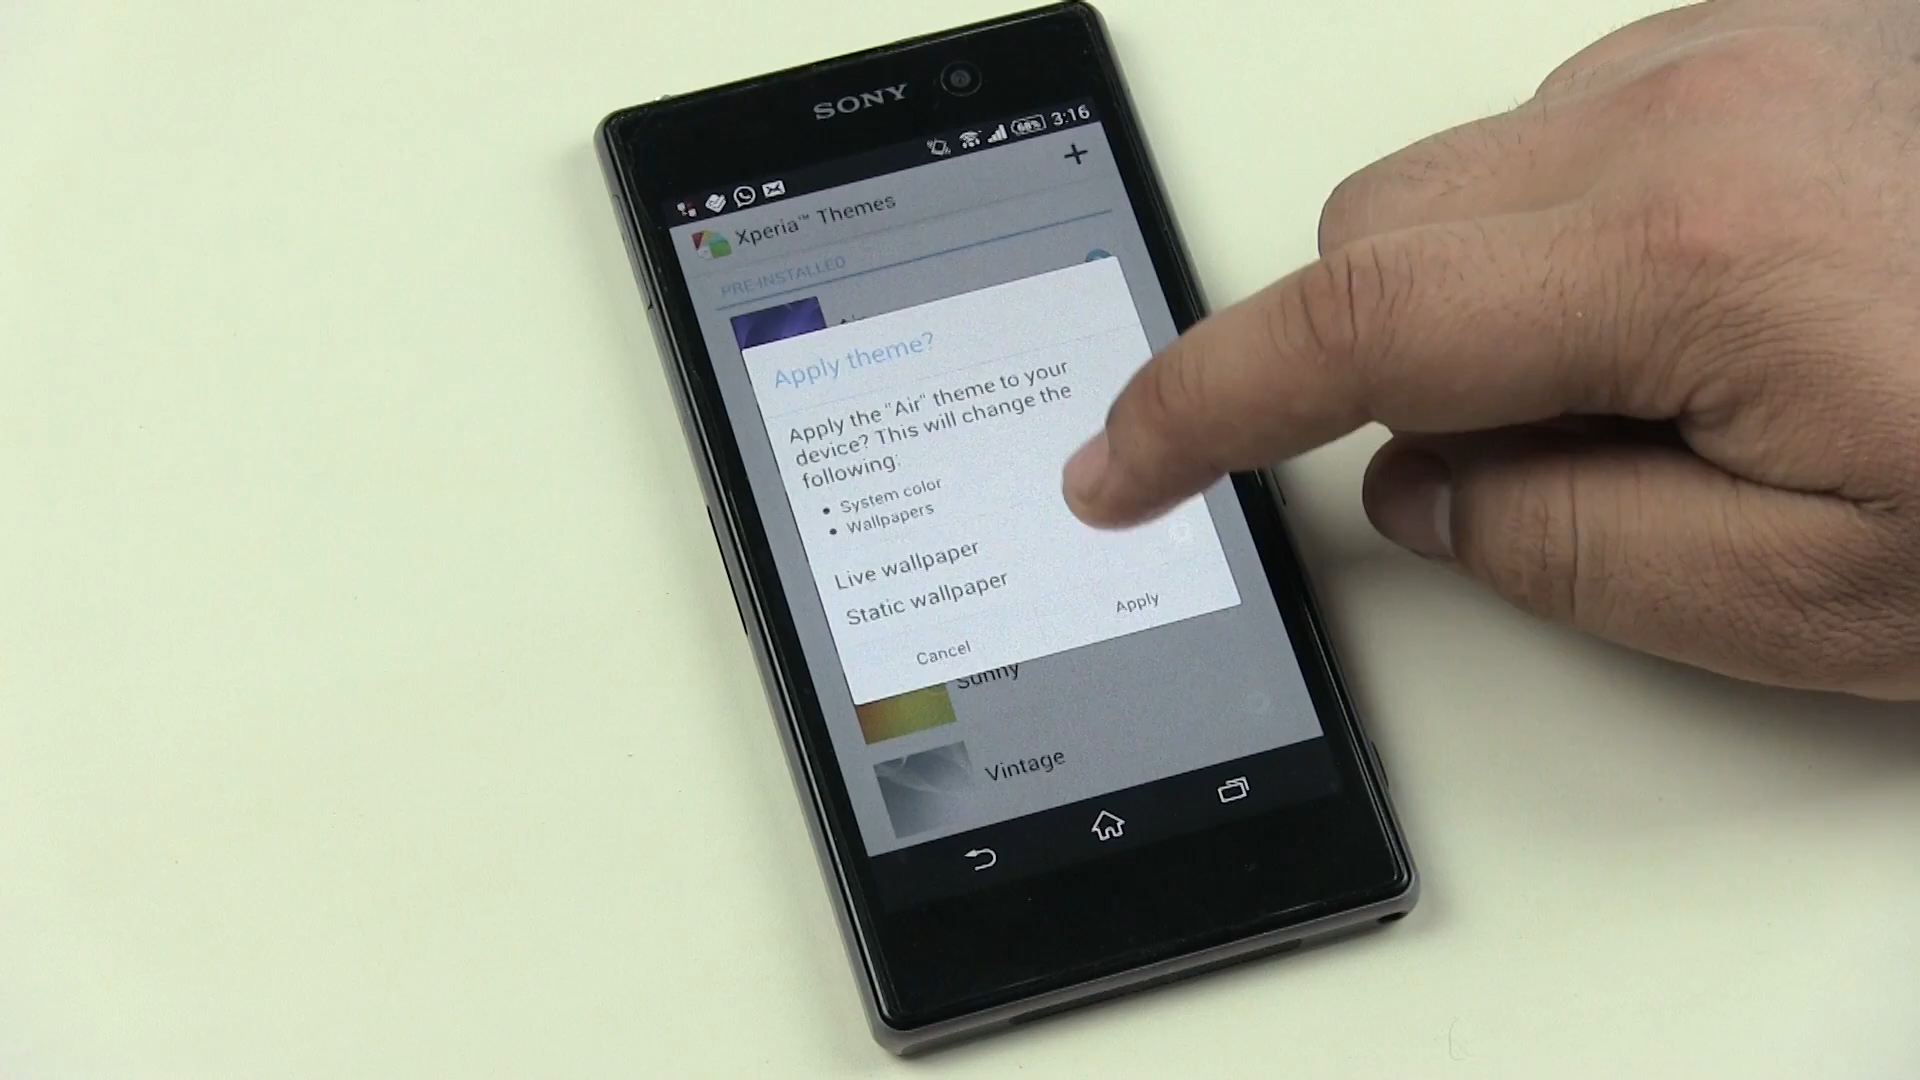 SONY
68% 3:16
Xperia™ Themes
PRE-INSTALLED
Apply theme?
Apply the "Air" theme to your
device? This will change the
following:
• System color
• Wallpapers
Live wallpaper
Static wallpaper
Cancel Apply
Sunny
Vintage